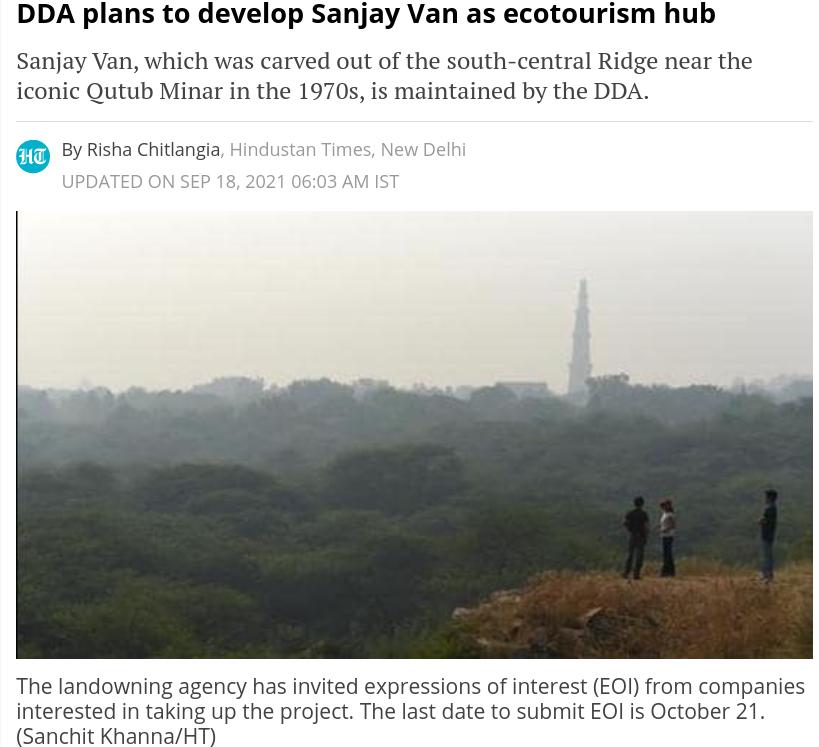 DDA plans to develop Sanjay Van as ecotourism hub
Sanjay Van, which was carved out of the south-central Ridge near the
iconic Qutub Minar in the 1970s, is maintained by the DDA.
HT
By Risha Chitlangia, Hindustan Times, New Delhi
UPDATED ON SEP 18, 2021 06:03 AM IST
The landowning agency has invited expressions of interest (EOI) from companies
interested in taking up the project. The last date to submit EOI is October 21.
(Sanchit Khanna/HT)